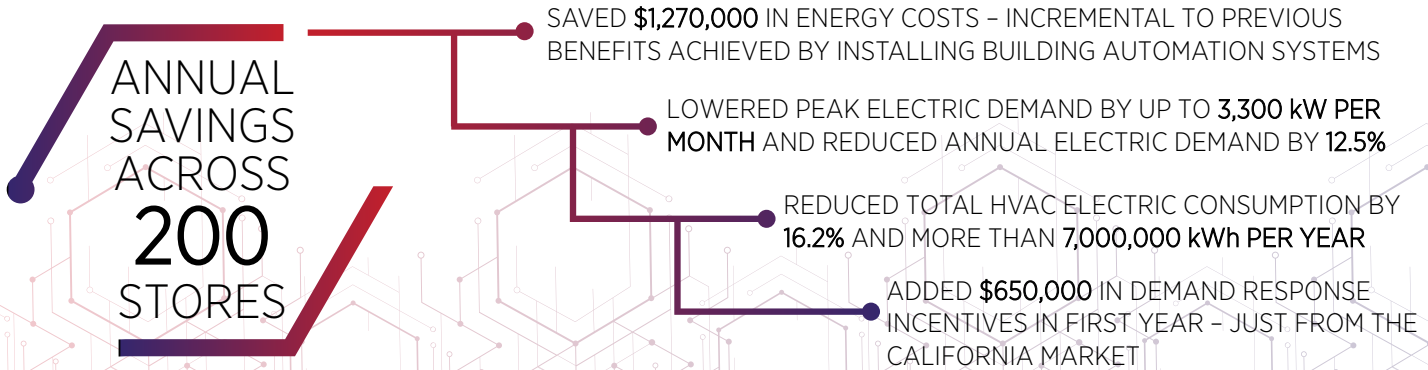 ANNUAL
SAVINGS
ACROSS
200
STORES
SAVED $1,270,000 IN ENERGY COSTS – INCREMENTAL TO PREVIOUS
BENEFITS ACHIEVED BY INSTALLING BUILDING AUTOMATION SYSTEMS
LOWERED PEAK ELECTRIC DEMAND BY UP TO 3,300 kW PER
MONTH AND REDUCED ANNUAL ELECTRIC DEMAND BY 12.5%
REDUCED TOTAL HVAC ELECTRIC CONSUMPTION BY
16.2% AND MORE THAN 7,000,000 kWh PER YEAR
ADDED $650,000 IN DEMAND RESPONSE
INCENTIVES IN FIRST YEAR – JUST FROM THE
CALIFORNIA MARKET